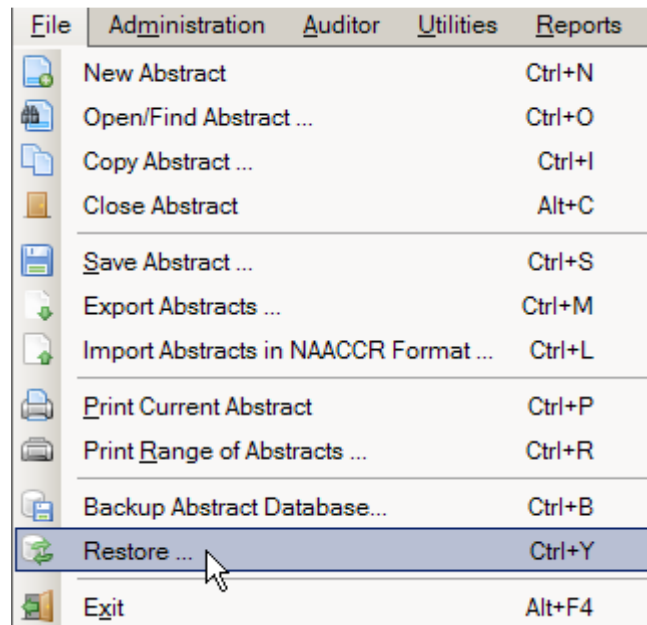 File Administration Auditor Utilities Reports
New Abstract Ctrl+N
Open/Find Abstract ... Ctrl+O
Copy Abstract ... Ctrl+I
Close Abstract Alt+C
Save Abstract ... Ctrl+S
Export Abstracts ... Ctrl+M
Import Abstracts in NAACCR Format ... Ctrl+L
Print Current Abstract Ctrl+P
Print Range of Abstracts ... Ctrl+R
Backup Abstract Database... Ctrl+B
Restore ... Ctrl+Y
Exit Alt+F4